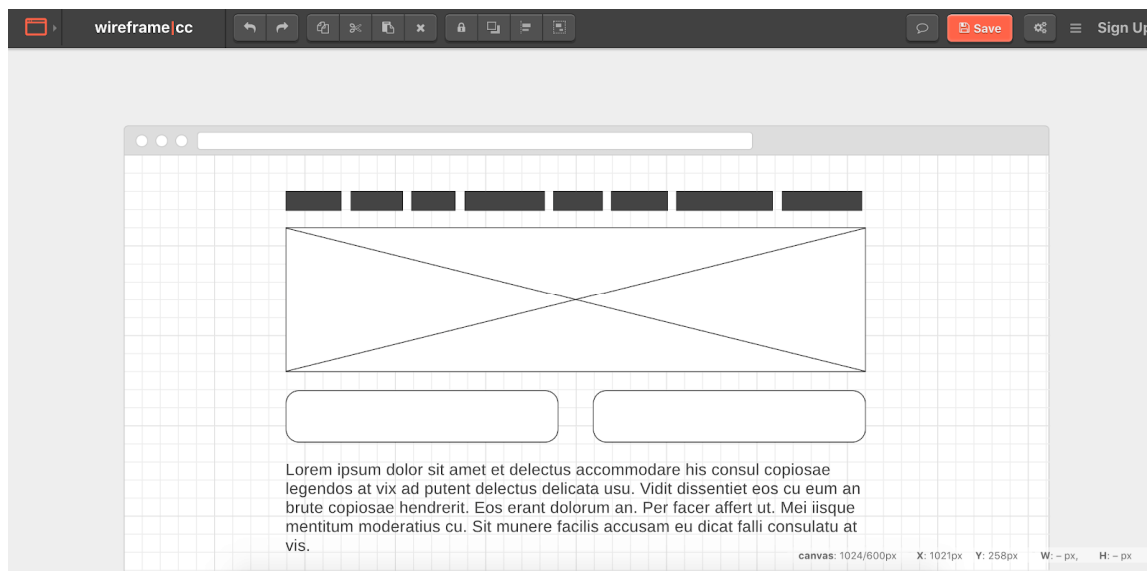 wireframe|cc
Save
Sign Up
Lorem ipsum dolor sit amet et delectus accommodare his consul copiosae
legendos at vix ad putent delectus delicata usu. Vidit dissentiet eos cu eum an
brute copiosae hendrerit. Eos erant dolorum an. Per facer affert ut. Mei iisque
mentitum moderatius cu. Sit munere facilis accusam eu dicat falli consulatu at
vis.
canvas: 1024/600px X: 1021px Y: 258px W: – px, H: – px